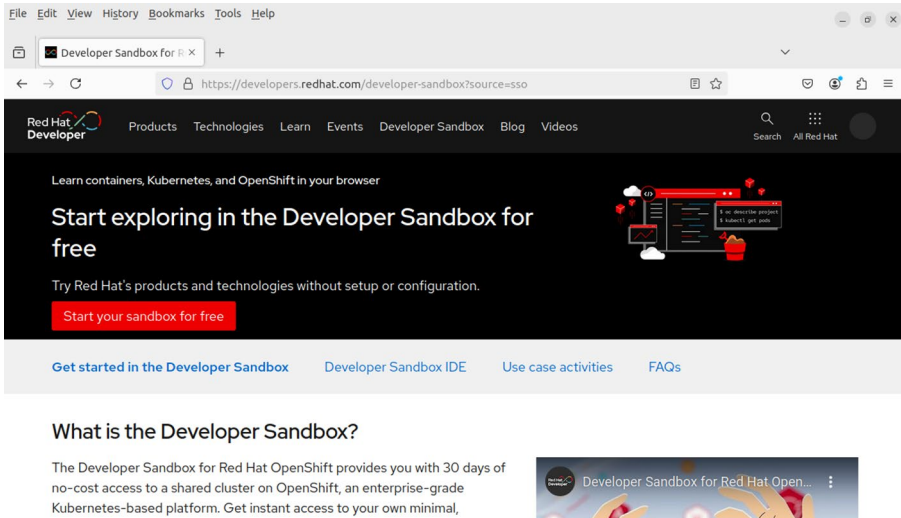 File Edit View History Bookmarks Tools Help
Developer Sandbox for R
https://developers.redhat.com/developer-sandbox?source=sso
Red Hat
Developer
Products Technologies Learn Events Developer Sandbox Blog Videos
Search All Red Hat
Learn containers, Kubernetes, and OpenShift in your browser
Start exploring in the Developer Sandbox for
free
Try Red Hat's products and technologies without setup or configuration.
$ oc describe project
$ kubectl get pods
Start your sandbox for free
Get started in the Developer Sandbox Developer Sandbox IDE Use case activities FAQs
What is the Developer Sandbox?
The Developer Sandbox for Red Hat OpenShift provides you with 30 days of
no-cost access to a shared cluster on OpenShift, an enterprise-grade
Kubernetes-based platform. Get instant access to your own minimal,
Developer Sandbox for Red Hat Open...